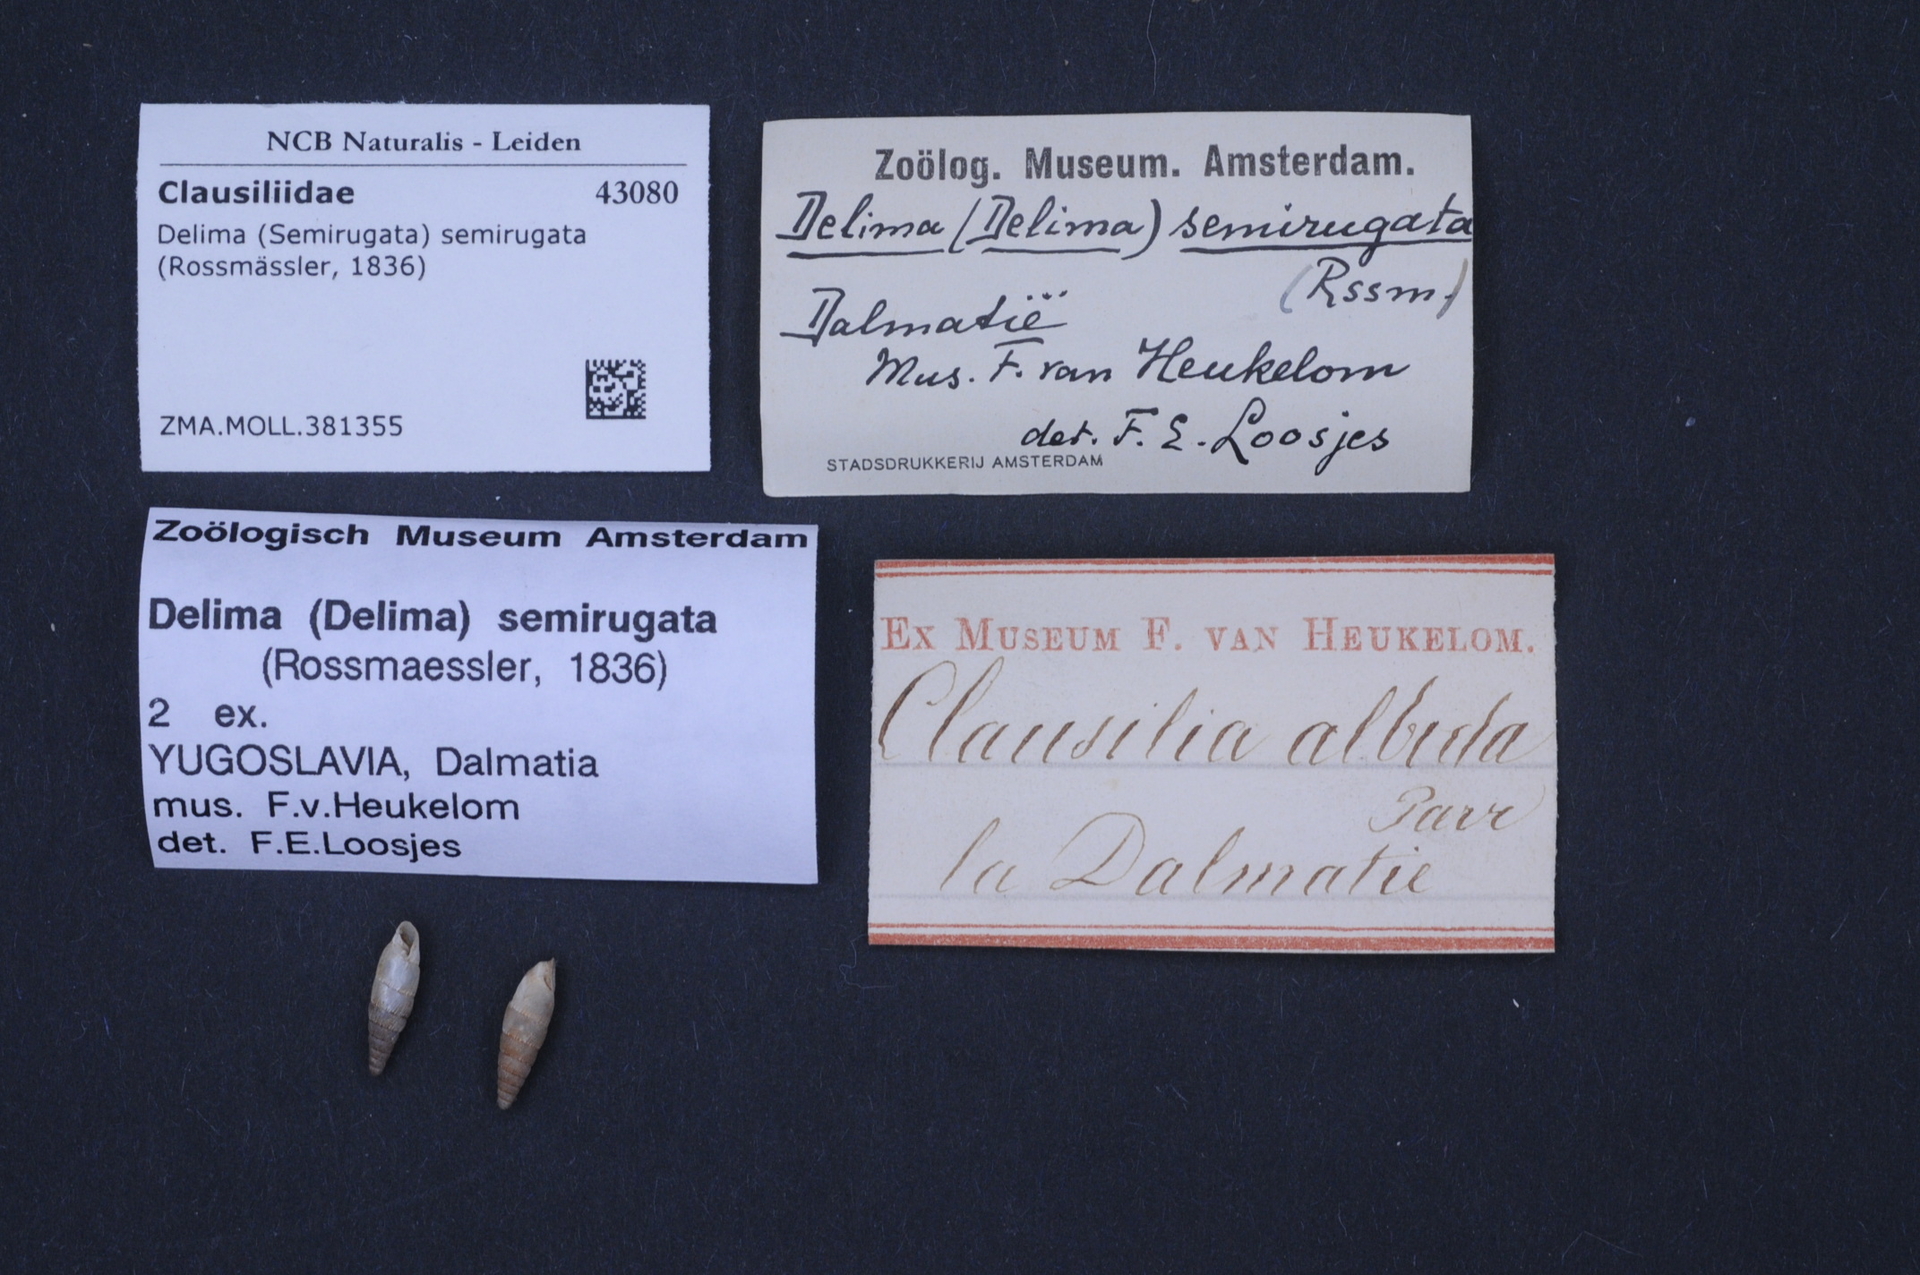 NCB Naturalis - Leiden
Clausiliidae 43080
Delima (Semirugata) semirugata
(Rossmässler, 1836)
ZMA.MOLL.381355
Zoölog. Museum. Amsterdam.
Delima (Delima) semirugata
(Rssm.)
Dalmatië
Mus. F. van Heukelom
det. F. E. Loosjes
STADSDRUKKERIJ AMSTERDAM
Zoölogisch Museum Amsterdam
Delima (Delima) semirugata
(Rossmaessler, 1836)
2 ex.
YUGOSLAVIA, Dalmatia
mus. F.v.Heukelom
det. F.E.Loosjes
EX MUSEUM F. VAN HEUKELOM.
Clausilia albida
Parr
la Dalmatie